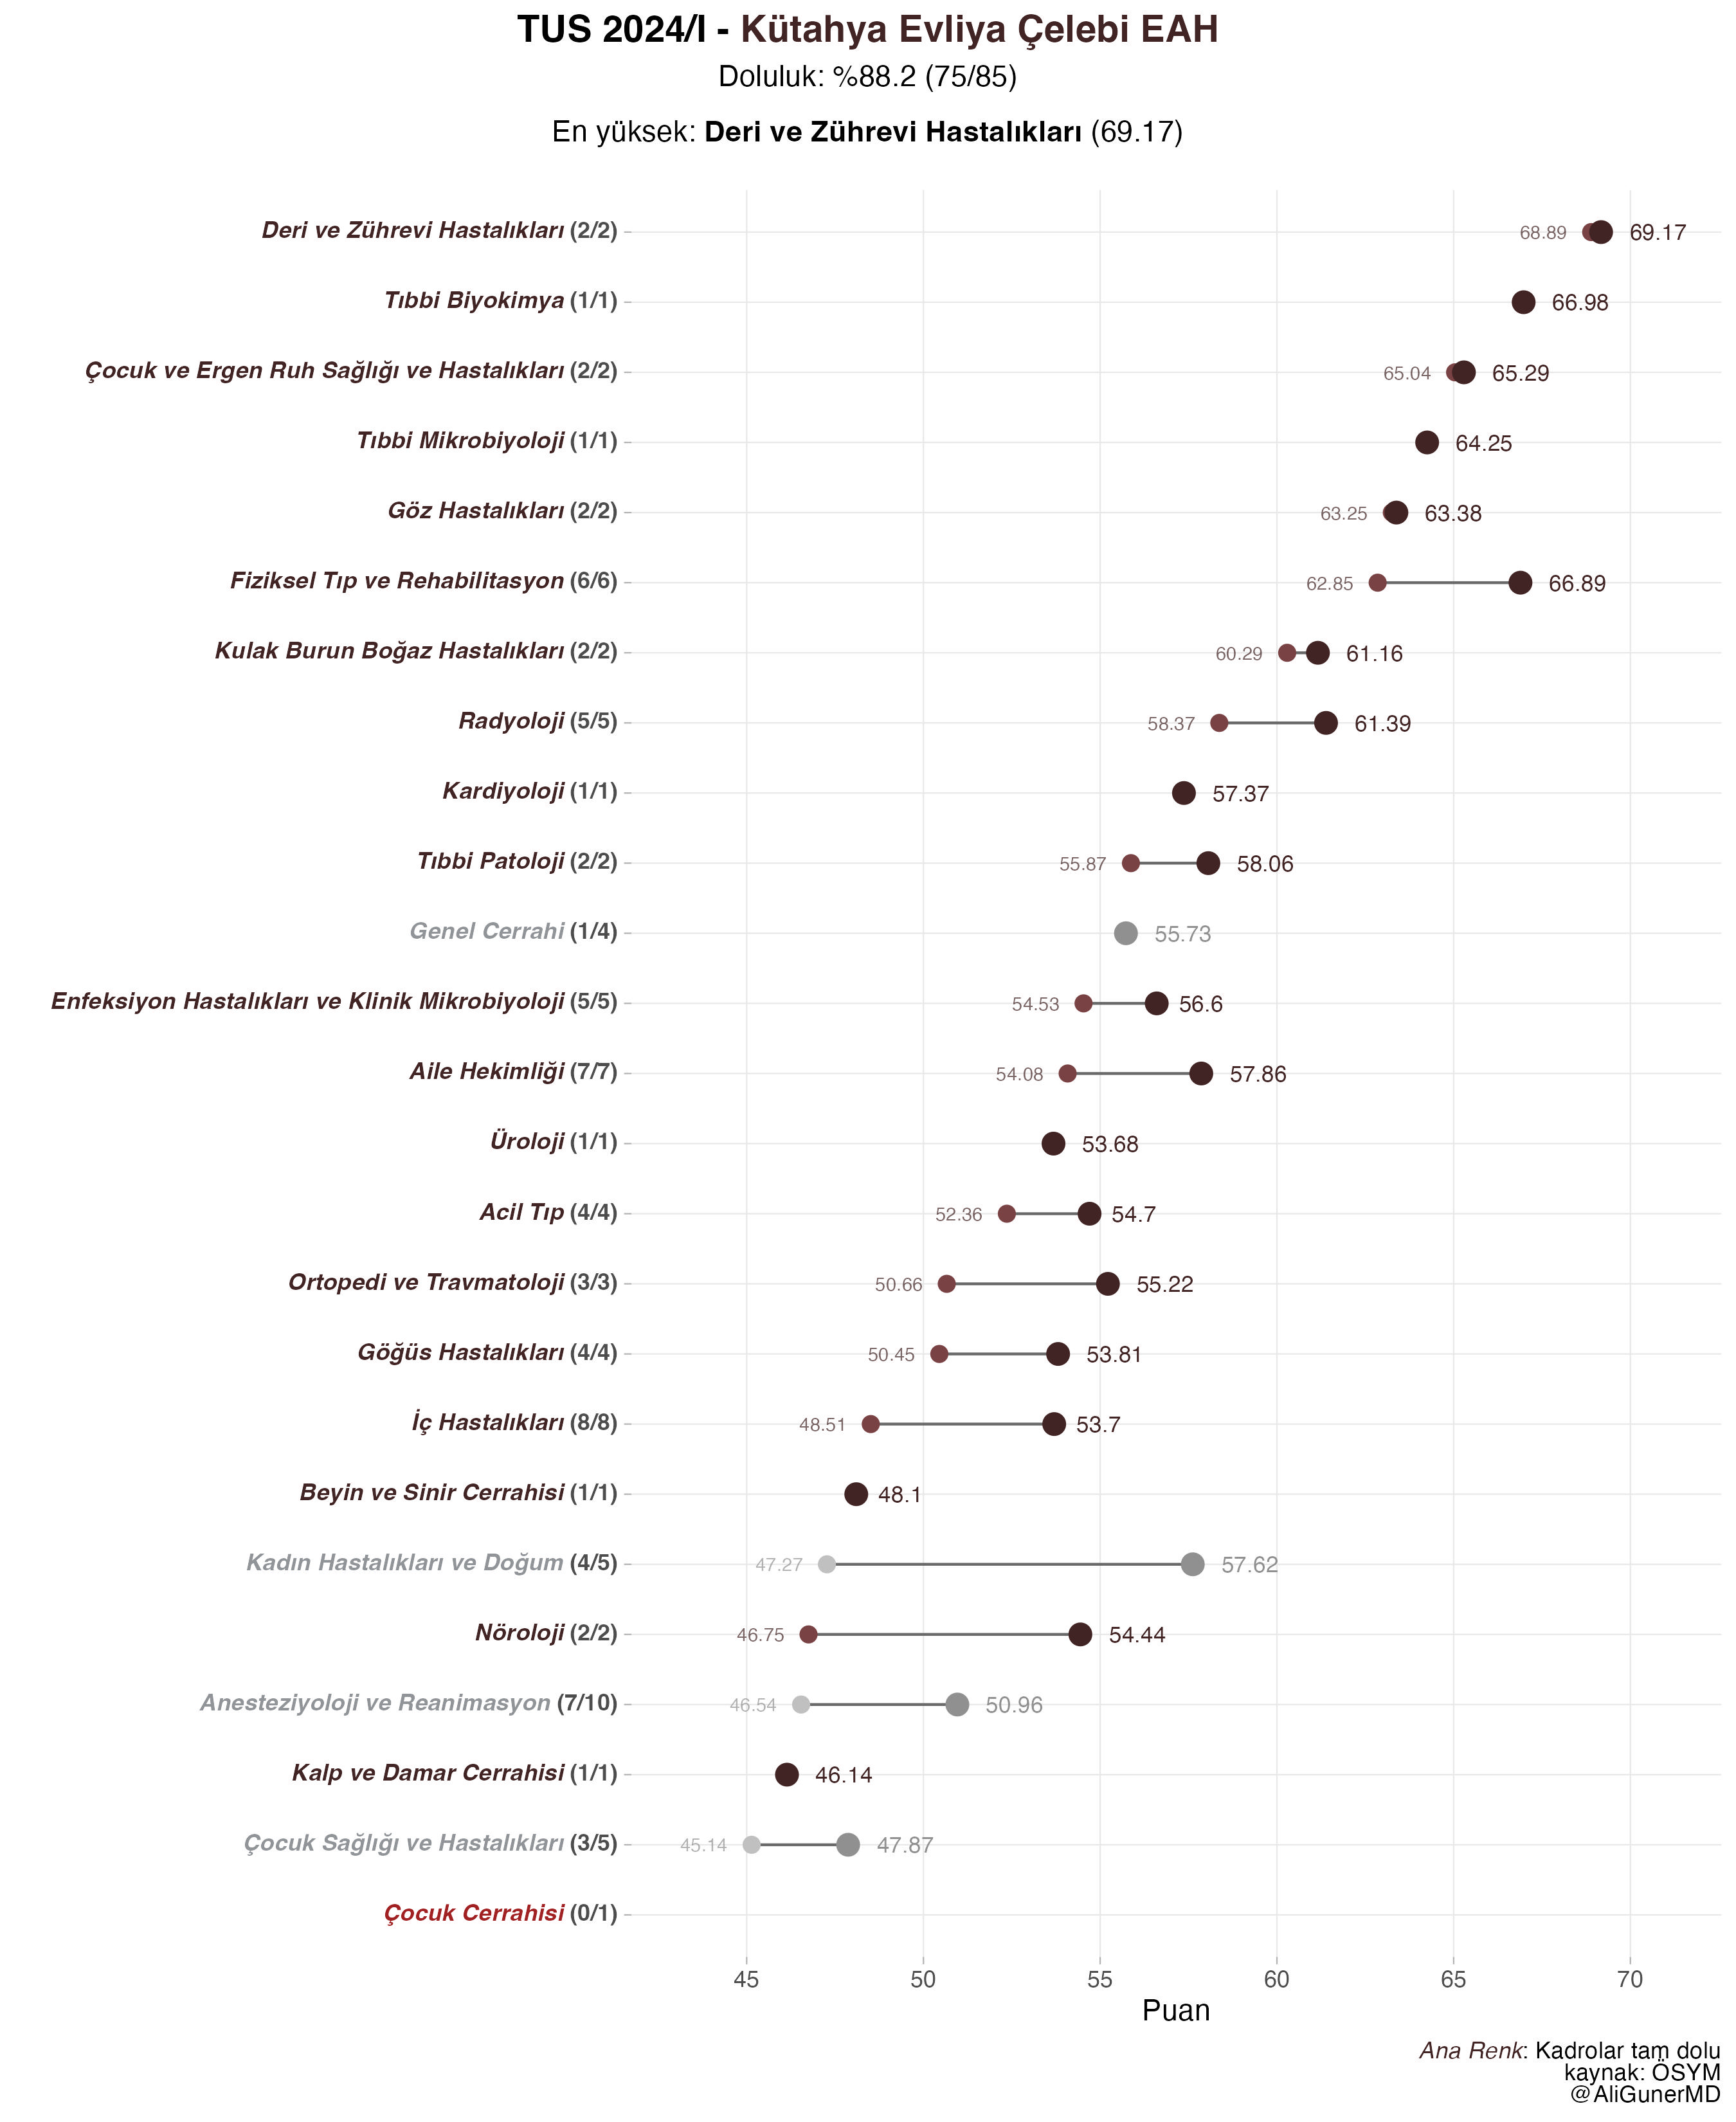 TUS 2024/I - Kütahya Evliya Çelebi EAH
Doluluk: %88.2 (75/85)
En yüksek: Deri ve Zührevi Hastalıkları (69.17)
Deri ve Zührevi Hastalıkları (2/2) 68.89 69.17
Tıbbi Biyokimya (1/1) 66.98
Çocuk ve Ergen Ruh Sağlığı ve Hastalıkları (2/2) 65.04 65.29
Tıbbi Mikrobiyoloji (1/1) 64.25
Göz Hastalıkları (2/2) 63.25 63.38
Fiziksel Tıp ve Rehabilitasyon (6/6) 62.85 66.89
Kulak Burun Boğaz Hastalıkları (2/2) 60.29 61.16
Radyoloji (5/5) 58.37 61.39
Kardiyoloji (1/1) 57.37
Tıbbi Patoloji (2/2) 55.87 58.06
Genel Cerrahi (1/4) 55.73
Enfeksiyon Hastalıkları ve Klinik Mikrobiyoloji (5/5) 54.53 56.6
Aile Hekimliği (7/7) 54.08 57.86
Üroloji (1/1) 53.68
Acil Tıp (4/4) 52.36 54.7
Ortopedi ve Travmatoloji (3/3) 50.66 55.22
Göğüs Hastalıkları (4/4) 50.45 53.81
İç Hastalıkları (8/8) 48.51 53.7
Beyin ve Sinir Cerrahisi (1/1) 48.1
Kadın Hastalıkları ve Doğum (4/5) 47.27 57.62
Nöroloji (2/2) 46.75 54.44
Anesteziyoloji ve Reanimasyon (7/10) 46.54 50.96
Kalp ve Damar Cerrahisi (1/1) 46.14
Çocuk Sağlığı ve Hastalıkları (3/5) 45.14 47.87
Çocuk Cerrahisi (0/1)
45 50 55 60 65 70
Puan
Ana Renk: Kadrolar tam dolu
kaynak: ÖSYM
@AliGunerMD